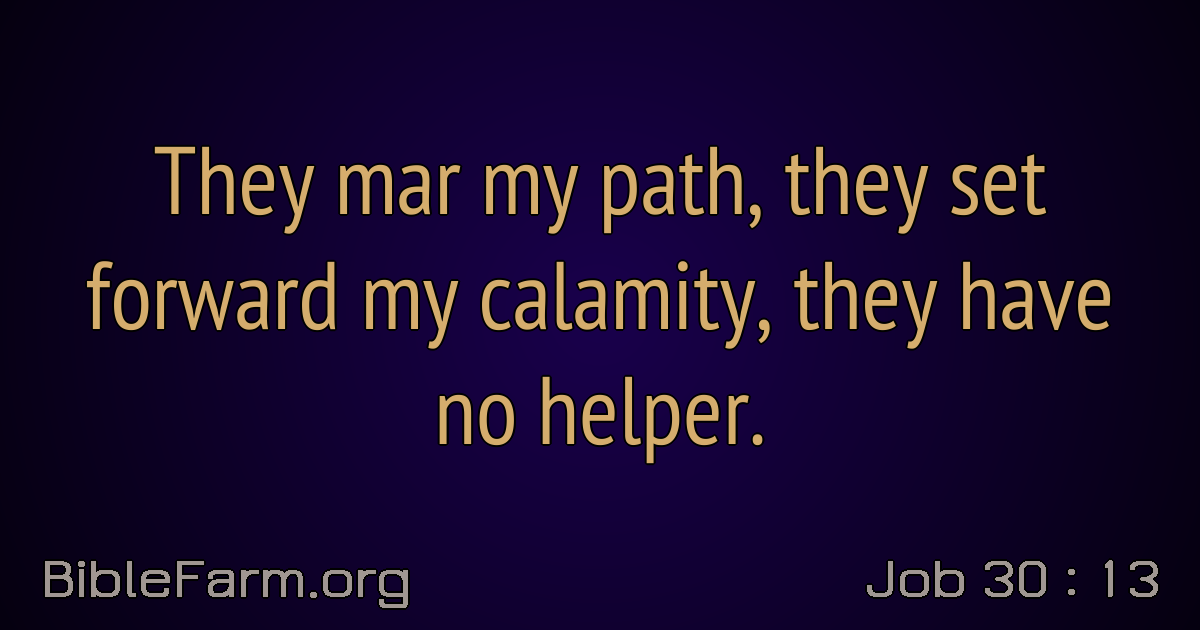 They mar my path, they set
forward my calamity, they have
no helper.
BibleFarm.org
Job 30 : 13